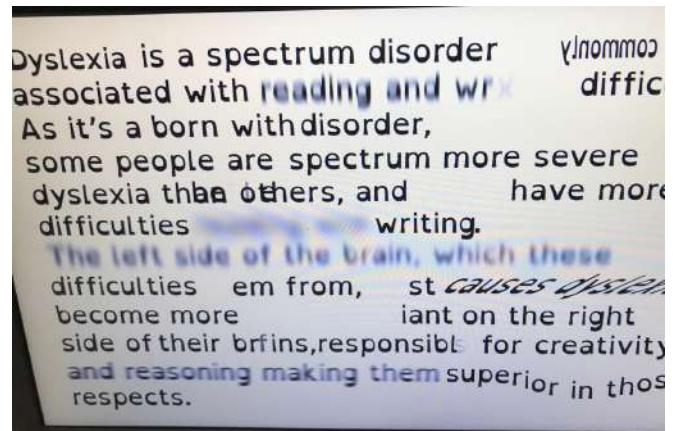 Dyslexia is a spectrum disorder commonly
associated with reading and wr diffic
As it's a born with disorder,
some people are spectrum more severe
dyslexia than others, and have more
difficulties writing.
The left side of the brain, which these
difficulties em from, st causes dyslex
become more iant on the right
side of their brfins,responsibl for creativity
and reasoning making them superior in thos
respects.